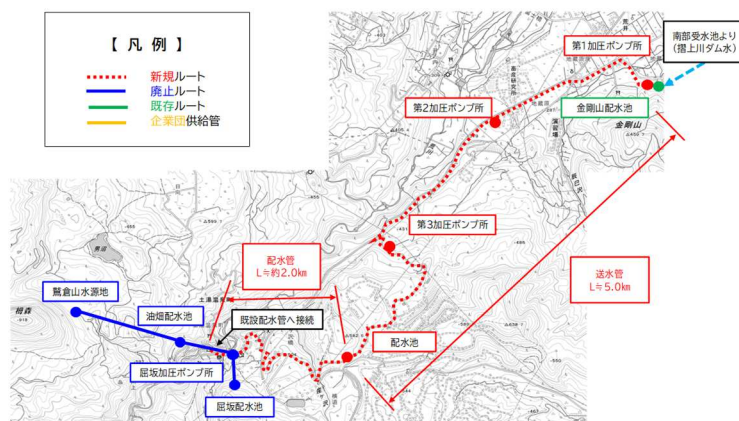 【 凡 例 】
新規ルート
廃止ルート
既存ルート
企業団供給管
南部受水池より
(摺上川ダム水)
第1加圧ポンプ所
第2加圧ポンプ所
金剛山配水池
金剛山
第3加圧ポンプ所
配水管
L≒約2.0km
送水管
L≒5.0km
鷲倉山水源地
油畑配水池
既設配水管へ接続
配水池
屈坂加圧ポンプ所
屈坂配水池